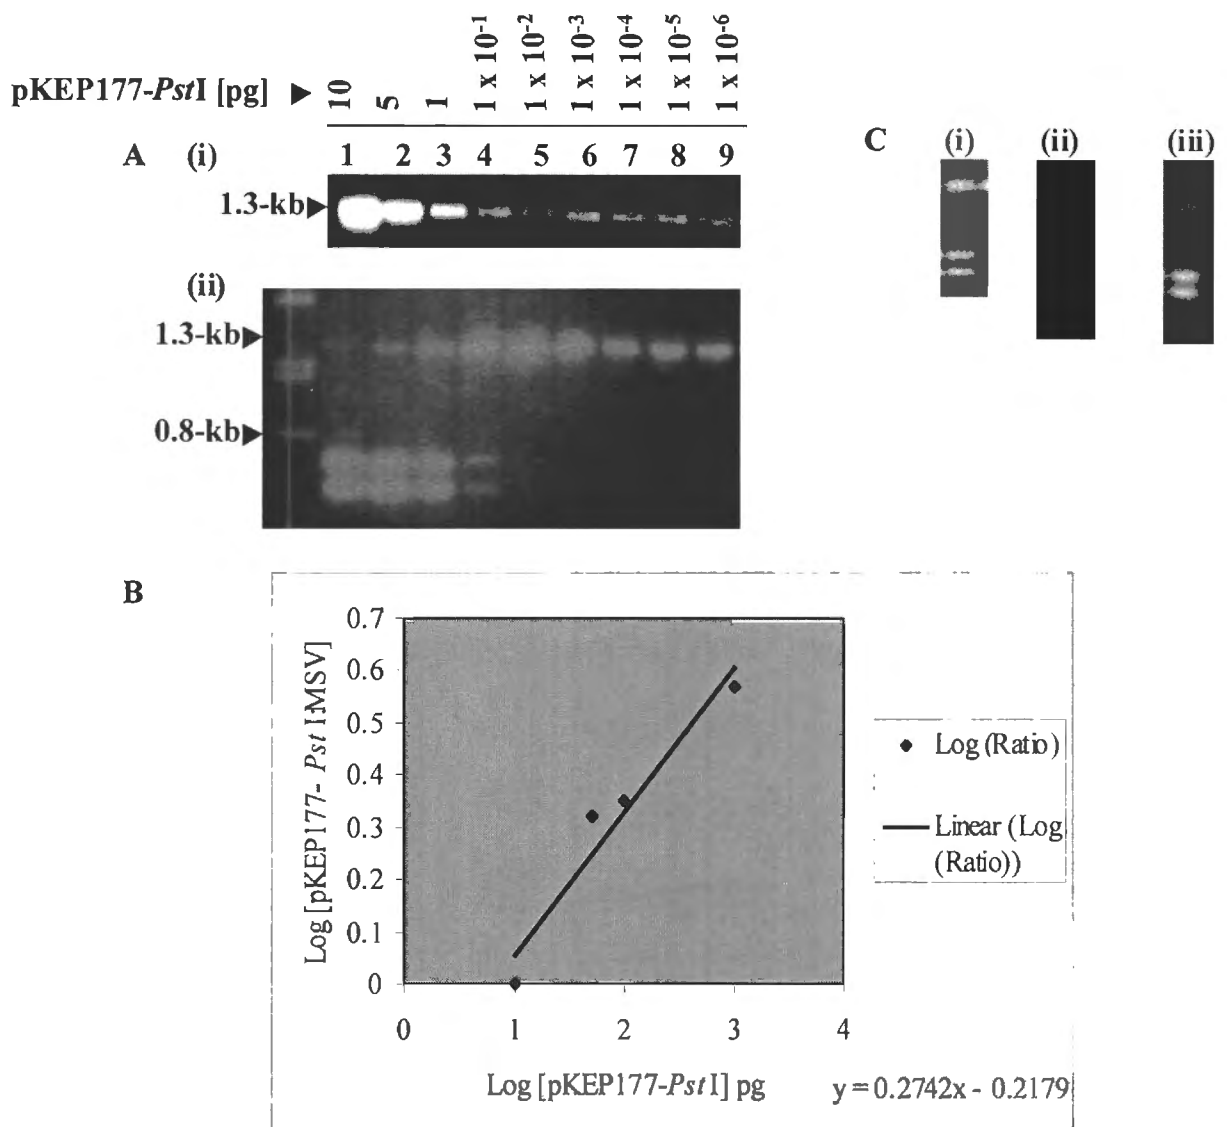 pKEP177-PstI [pg] ► 10 5 1 1 x 10⁻¹ 1 x 10⁻² 1 x 10⁻³ 1 x 10⁻⁴ 1 x 10⁻⁵ 1 x 10⁻⁶
A (i) 1 2 3 4 5 6 7 8 9
1.3-kb►
(ii)
1.3-kb►
0.8-kb►
C (i) (ii) (iii)
B
0.7
0.6
0.5
0.4
0.3
0.2
0.1
0
Log [pKEP177- Pst I:MSV]
0 1 2 3 4
Log [pKEP177-PstI] pg
y = 0.2742x - 0.2179
Log (Ratio)
Linear (Log
(Ratio))